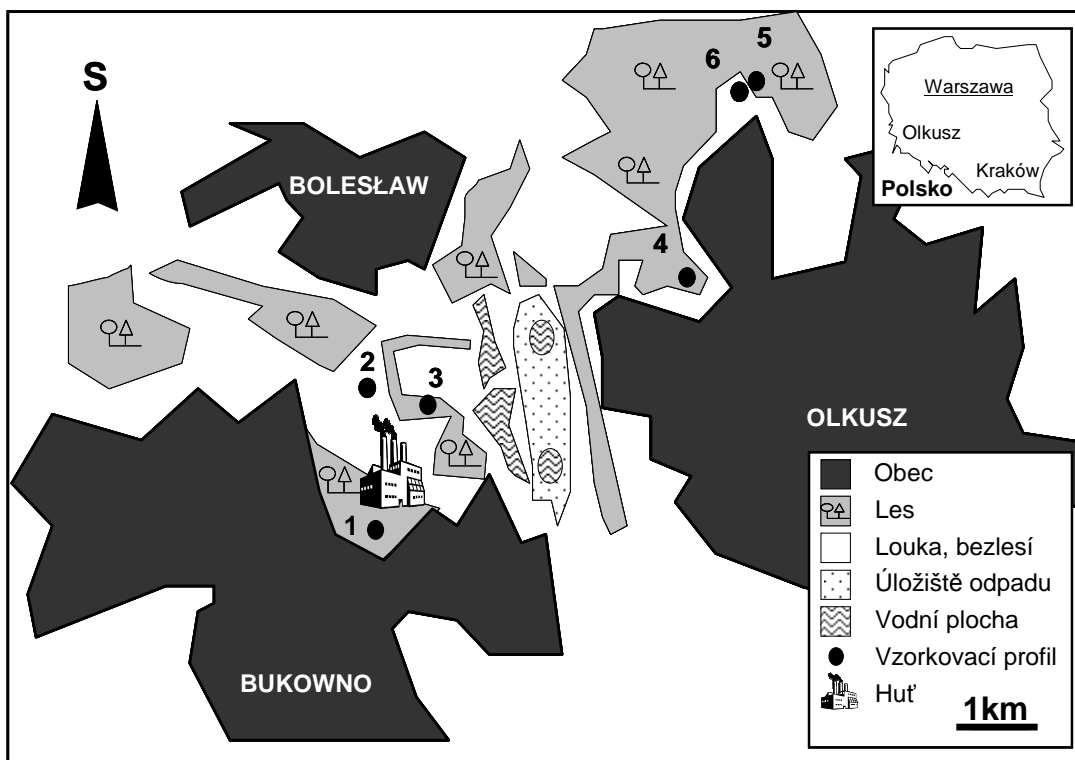 S
BOLESŁAW
6
5
4
2
3
1
OLKUSZ
BUKOWNO
Warszawa
Olkusz
Kraków
Polsko
Obec
Les
Louka, bezlesí
Úložiště odpadu
Vodní plocha
Vzorkovací profil
Huť
1km